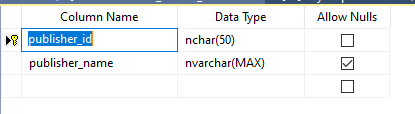 Column Name Data Type Allow Nulls
publisher_id nchar(50)
publisher_name nvarchar(MAX)